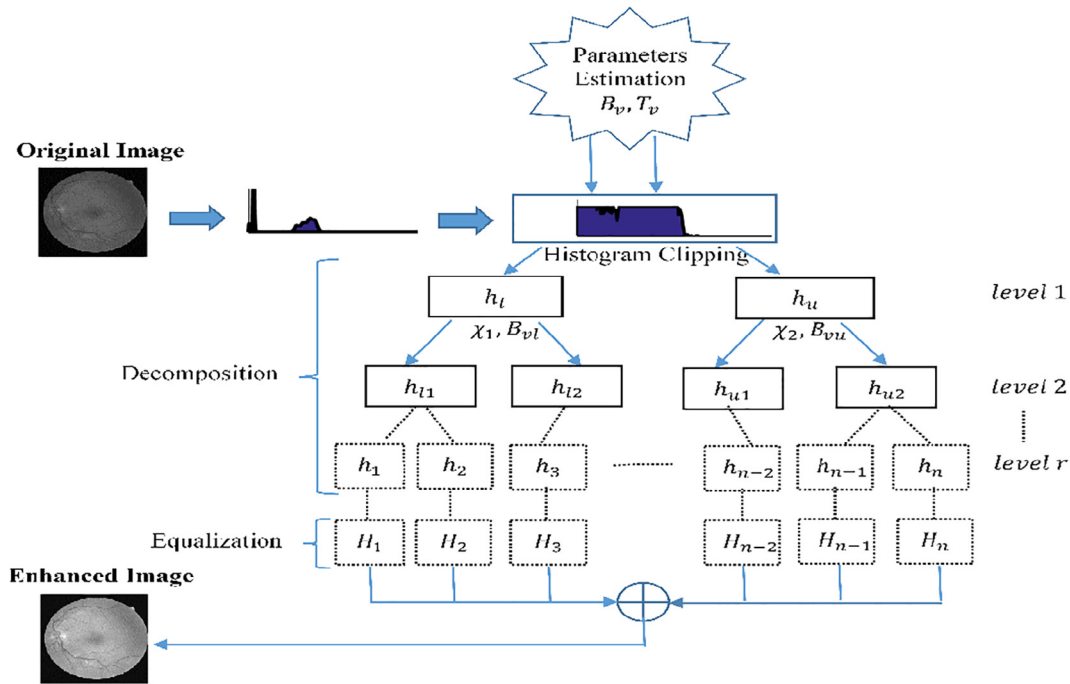 Parameters
Estimation
B_v, T_v
Original Image
Histogram Clipping
h_l
h_u
level 1
χ_1, B_vl
χ_2, B_vu
Decomposition
h_l1
h_l2
h_u1
h_u2
level 2
h_1
h_2
h_3
h_n−2
h_n−1
h_n
level r
Equalization
H_1
H_2
H_3
H_n−2
H_n−1
H_n
Enhanced Image